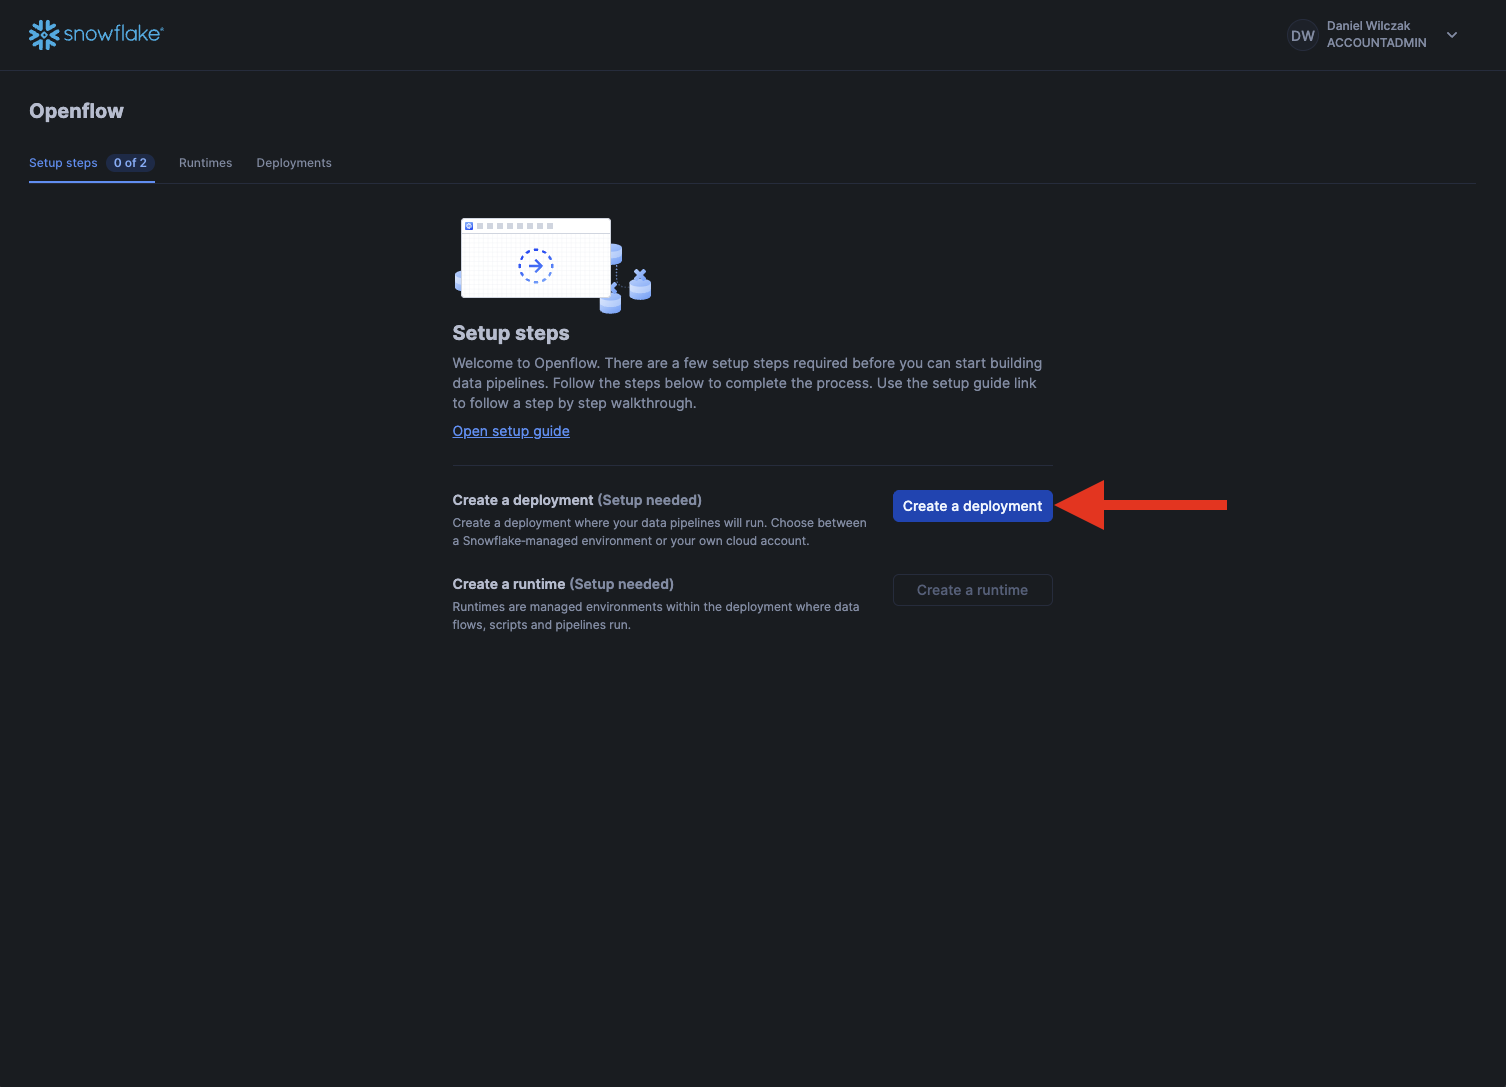 snowflake
DW
Daniel Wilczak
ACCOUNTADMIN
Openflow
Setup steps 0 of 2 Runtimes Deployments
Setup steps
Welcome to Openflow. There are a few setup steps required before you can start building
data pipelines. Follow the steps below to complete the process. Use the setup guide link
to follow a step by step walkthrough.
Open setup guide
Create a deployment (Setup needed)
Create a deployment where your data pipelines will run. Choose between
a Snowflake-managed environment or your own cloud account.
Create a deployment
Create a runtime (Setup needed)
Runtimes are managed environments within the deployment where data
flows, scripts and pipelines run.
Create a runtime